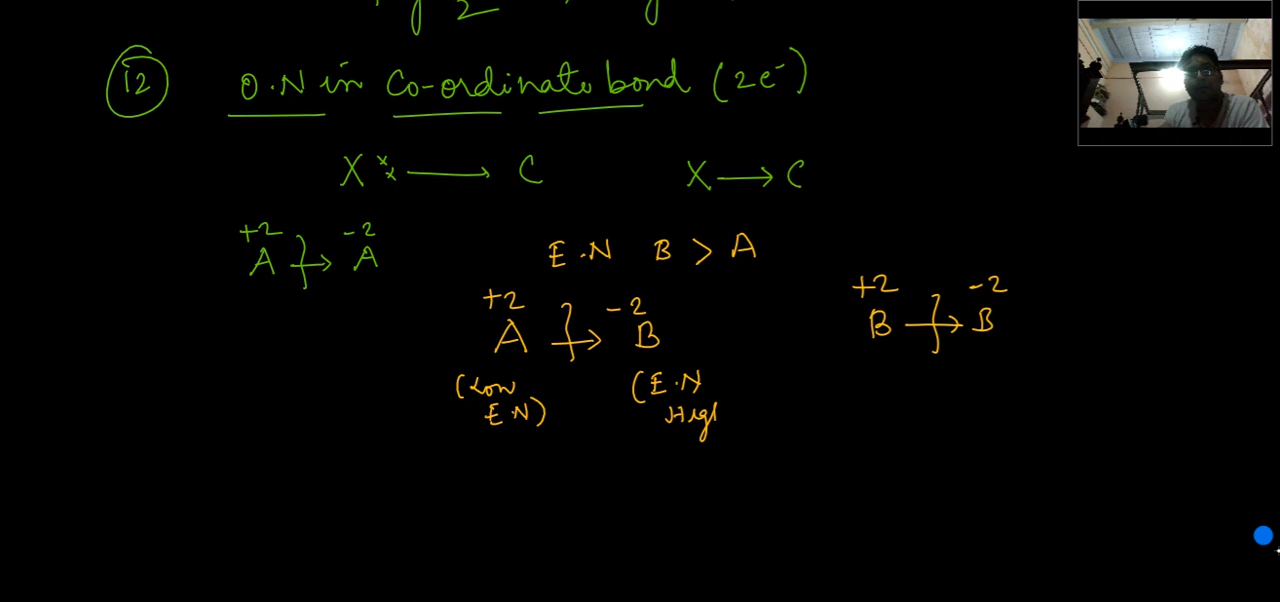 12 O.N in Co-ordinate bond (2e⁻)
X ˣₓ ⟶ C X ⟶ C
+2 -2
A → A
E.N B > A
+2 -2
A → B
(Low E.N) (E.N High
+2 -2
B → B